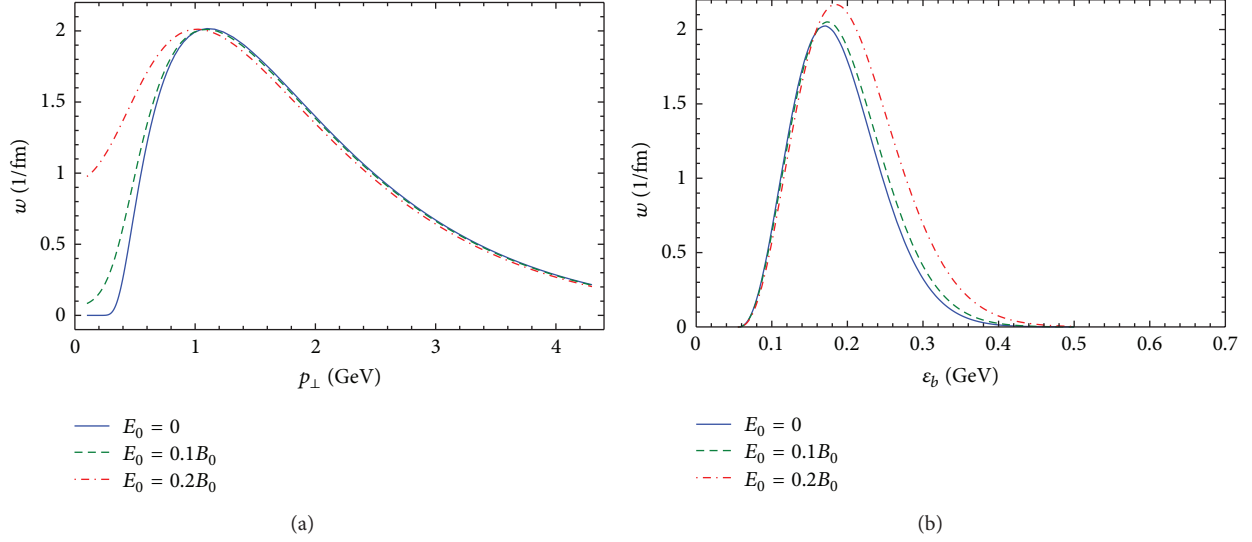 2
1.5
1
0.5
0
w (1/fm)
0 1 2 3 4
p⊥ (GeV)
E0 = 0
E0 = 0.1B0
E0 = 0.2B0
(a)
2
1.5
1
0.5
0
w (1/fm)
0 0.1 0.2 0.3 0.4 0.5 0.6 0.7
εb (GeV)
E0 = 0
E0 = 0.1B0
E0 = 0.2B0
(b)